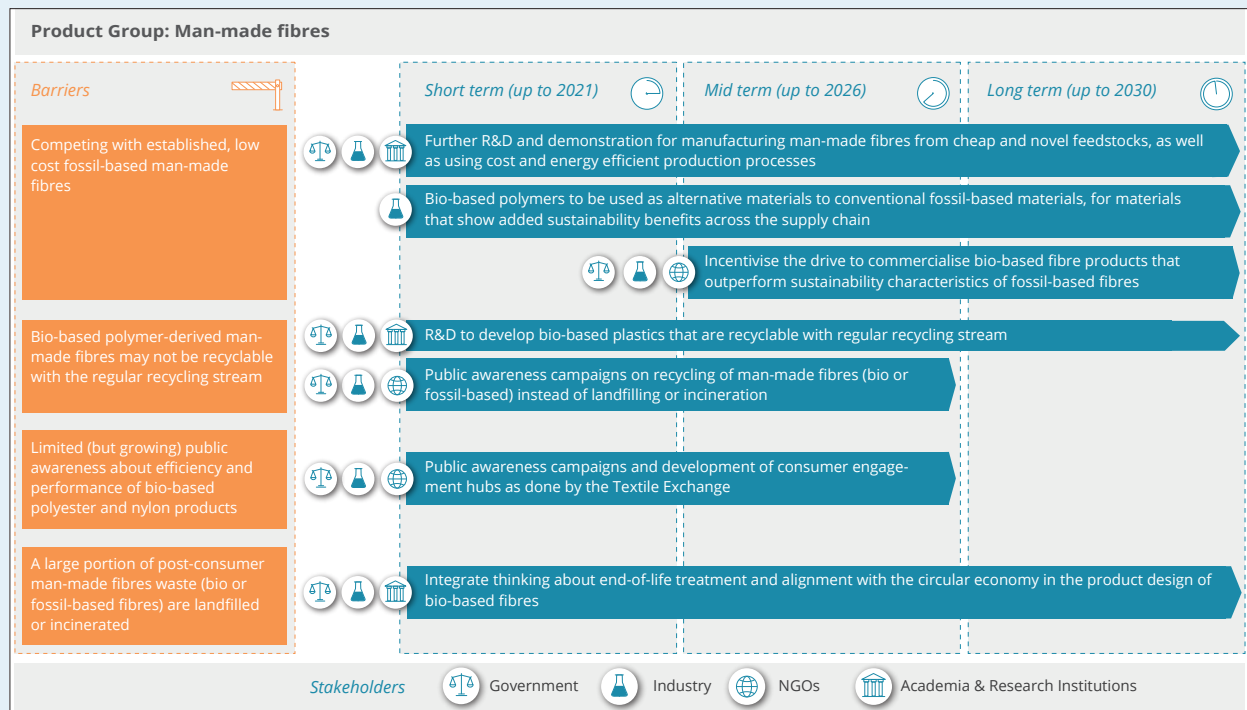 Product Group: Man-made fibres
Barriers
Short term (up to 2021)
Mid term (up to 2026)
Long term (up to 2030)
Competing with established, low
cost fossil-based man-made
fibres
Further R&D and demonstration for manufacturing man-made fibres from cheap and novel feedstocks, as well
as using cost and energy efficient production processes
Bio-based polymers to be used as alternative materials to conventional fossil-based materials, for materials
that show added sustainability benefits across the supply chain
Incentivise the drive to commercialise bio-based fibre products that
outperform sustainability characteristics of fossil-based fibres
Bio-based polymer-derived man-
made fibres may not be recyclable
with the regular recycling stream
R&D to develop bio-based plastics that are recyclable with regular recycling stream
Public awareness campaigns on recycling of man-made fibres (bio or
fossil-based) instead of landfilling or incineration
Limited (but growing) public
awareness about efficiency and
performance of bio-based
polyester and nylon products
Public awareness campaigns and development of consumer engage-
ment hubs as done by the Textile Exchange
A large portion of post-consumer
man-made fibres waste (bio or
fossil-based fibres) are landfilled
or incinerated
Integrate thinking about end-of-life treatment and alignment with the circular economy in the product design of
bio-based fibres
Stakeholders
Government
Industry
NGOs
Academia & Research Institutions